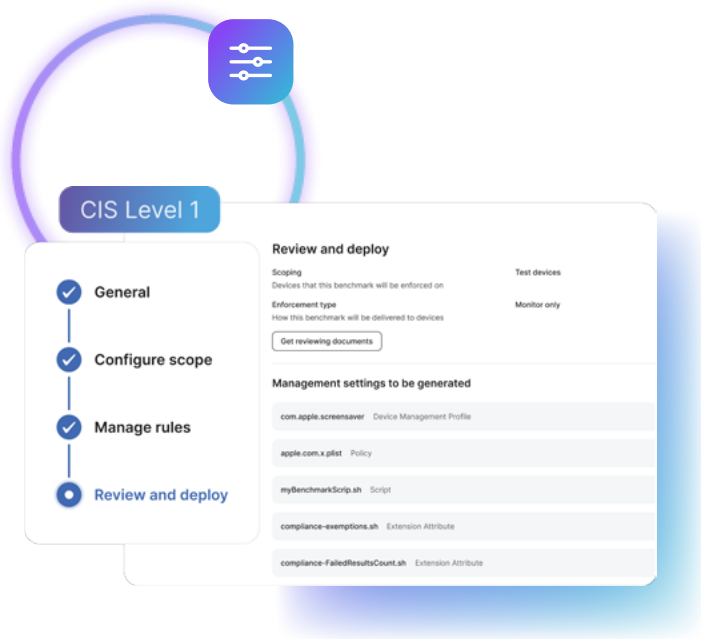 CIS Level 1
General
Configure scope
Manage rules
Review and deploy
Review and deploy
Scoping
Test devices
Devices that this benchmark will be enforced on
Enforcement type
Monitor only
How this benchmark will be delivered to devices
Get reviewing documents
Management settings to be generated
com.apple.screensaver Device Management Profile
apple.com.x.plist Policy
myBenchmarkScrip.sh Script
compliance-exemptions.sh Extension Attribute
compliance-FailedResultsCount.sh Extension Attribute